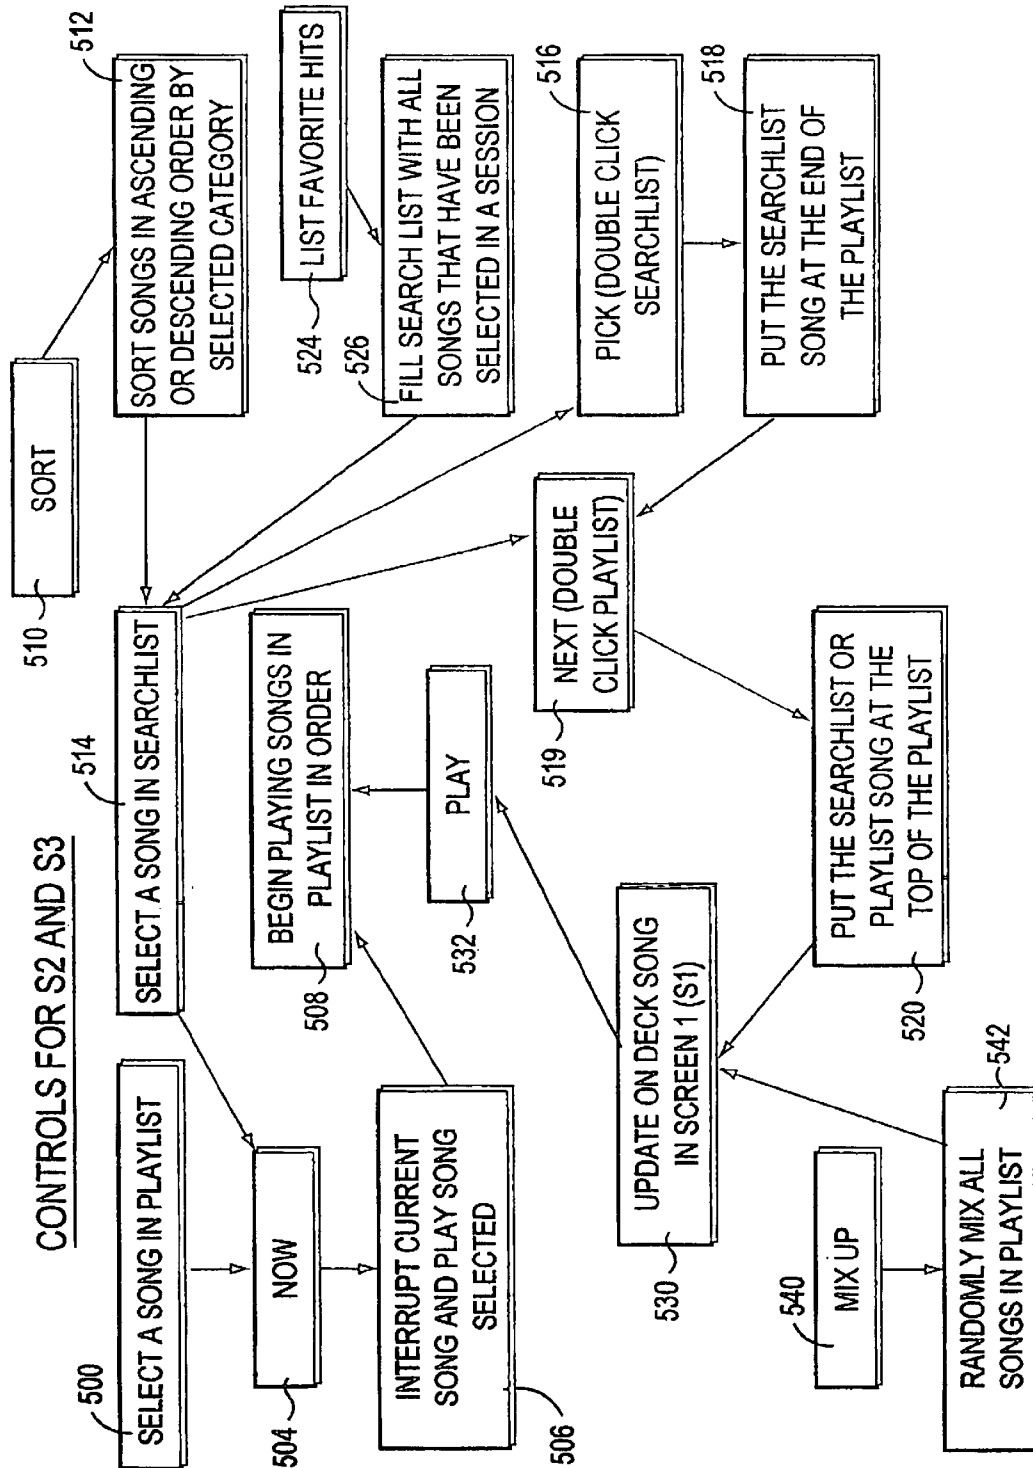 CONTROLS FOR S2 AND S3
500
SELECT A SONG IN PLAYLIST
504
NOW
506
INTERRUPT CURRENT
SONG AND PLAY SONG
SELECTED
514
SELECT A SONG IN SEARCHLIST
508
BEGIN PLAYING SONGS IN
PLAYLIST IN ORDER
532
PLAY
510
SORT
512
SORT SONGS IN ASCENDING
OR DESCENDING ORDER BY
SELECTED CATEGORY
524
LIST FAVORITE HITS
526
FILL SEARCH LIST WITH ALL
SONGS THAT HAVE BEEN
SELECTED IN A SESSION
516
PICK (DOUBLE CLICK
SEARCHLIST)
518
PUT THE SEARCHLIST
SONG AT THE END OF
THE PLAYLIST
519
NEXT (DOUBLE
CLICK PLAYLIST)
520
PUT THE SEARCHLIST OR
PLAYLIST SONG AT THE
TOP OF THE PLAYLIST
530
UPDATE ON DECK SONG
IN SCREEN 1 (S1)
540
MIX UP
542
RANDOMLY MIX ALL
SONGS IN PLAYLIST